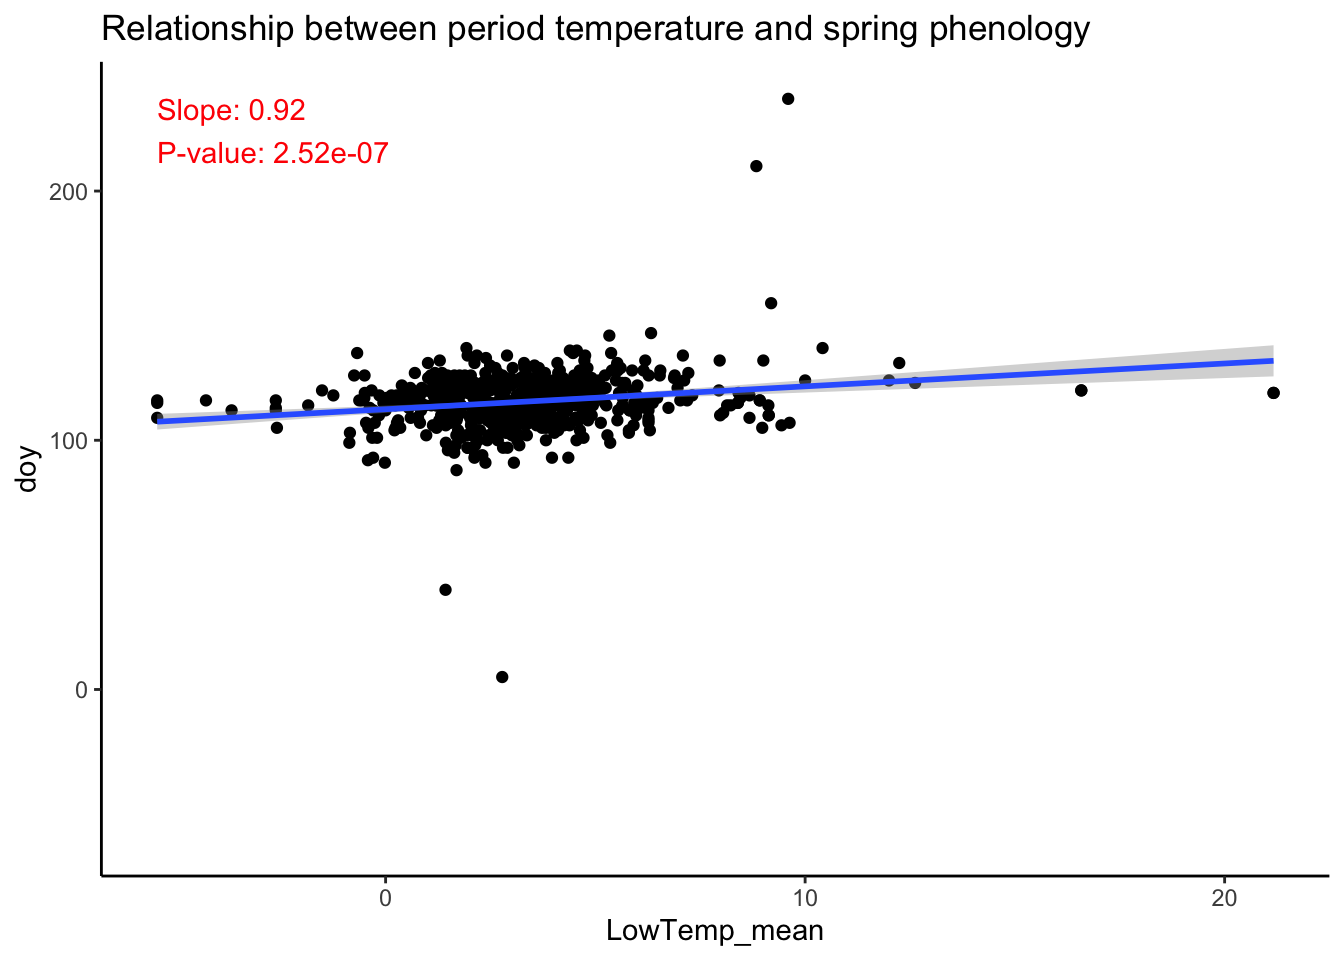 Relationship between period temperature and spring phenology
Slope: 0.92
P-value: 2.52e-07
200
100
0
doy
0 10 20
LowTemp_mean